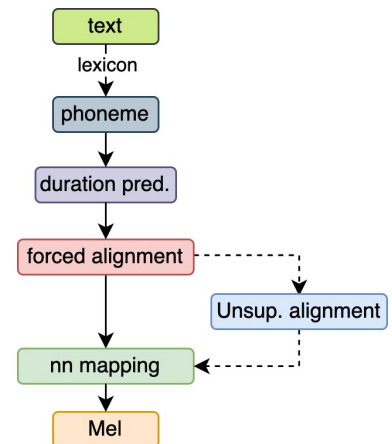 text
lexicon
phoneme
duration pred.
forced alignment
Unsup. alignment
nn mapping
Mel